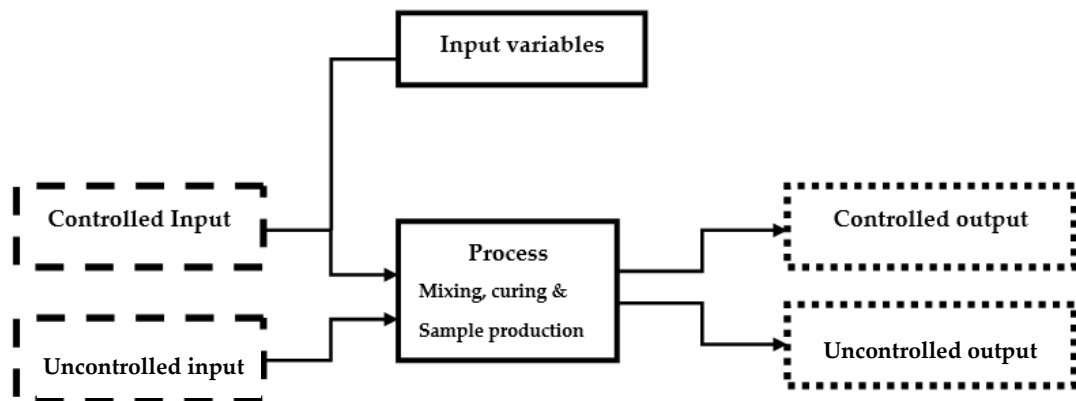 Input variables
Controlled Input
Uncontrolled input
Process
Mixing, curing &
Sample production
Controlled output
Uncontrolled output